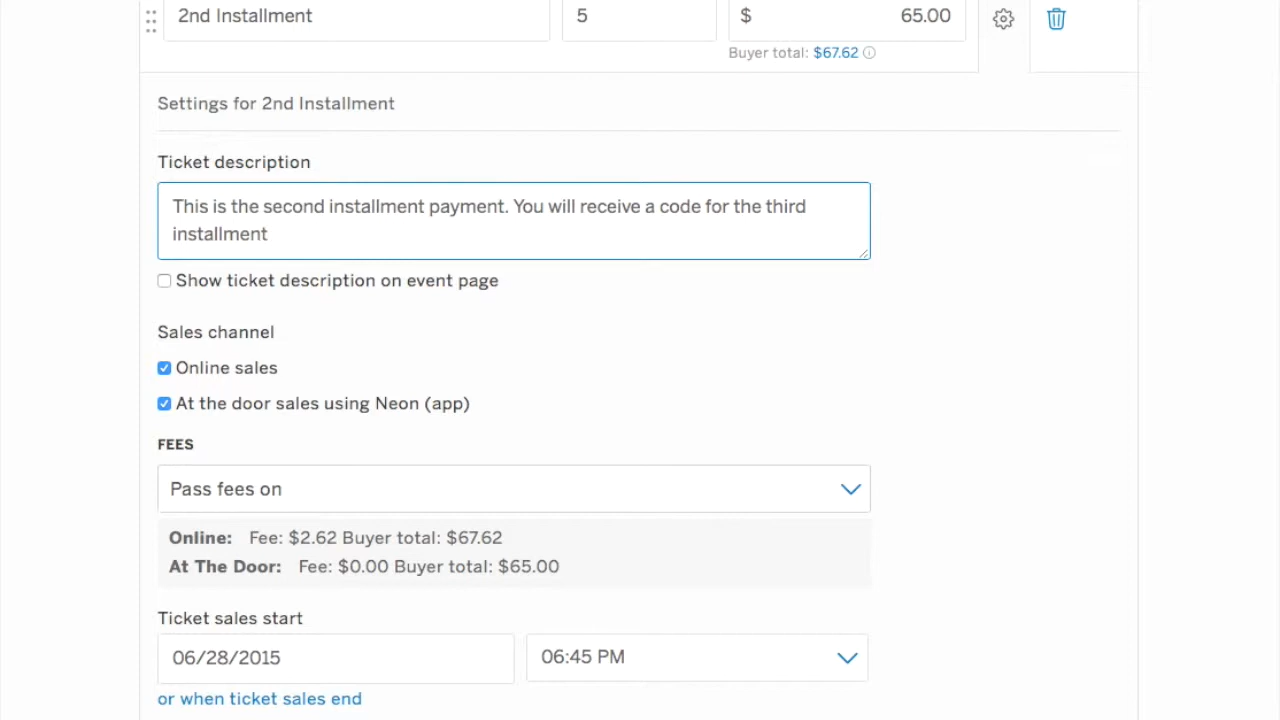 2nd Installment 5 $ 65.00
Buyer total: $67.62
Settings for 2nd Installment
Ticket description
This is the second installment payment. You will receive a code for the third
installment
Show ticket description on event page
Sales channel
Online sales
At the door sales using Neon (app)
FEES
Pass fees on
Online: Fee: $2.62 Buyer total: $67.62
At The Door: Fee: $0.00 Buyer total: $65.00
Ticket sales start
06/28/2015 06:45 PM
or when ticket sales end